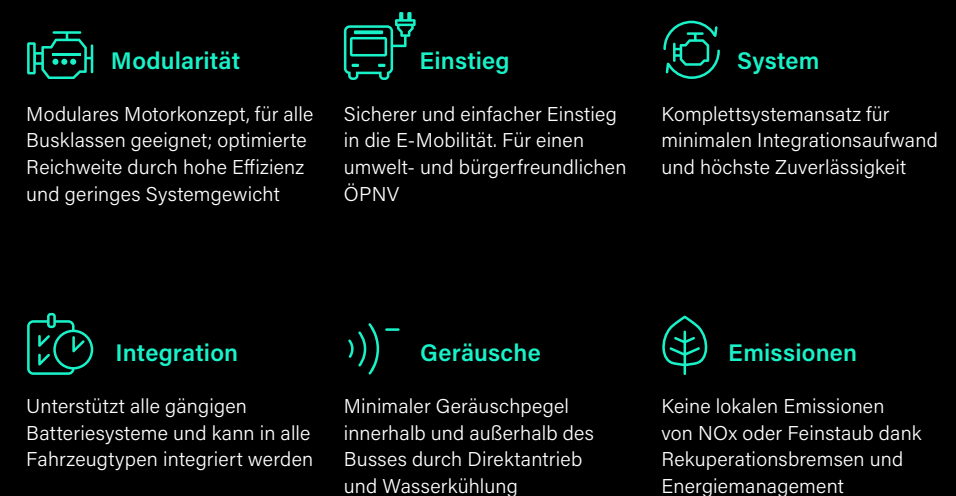 Modularität
Modulares Motorkonzept, für alle
Busklassen geeignet; optimierte
Reichweite durch hohe Effizienz
und geringes Systemgewicht
Einstieg
Sicherer und einfacher Einstieg
in die E-Mobilität. Für einen
umwelt- und bürgerfreundlichen
ÖPNV
System
Komplettsystemansatz für
minimalen Integrationsaufwand
und höchste Zuverlässigkeit
Integration
Unterstützt alle gängigen
Batteriesysteme und kann in alle
Fahrzeugtypen integriert werden
Geräusche
Minimaler Geräuschpegel
innerhalb und außerhalb des
Busses durch Direktantrieb
und Wasserkühlung
Emissionen
Keine lokalen Emissionen
von NOx oder Feinstaub dank
Rekuperationsbremsen und
Energiemanagement